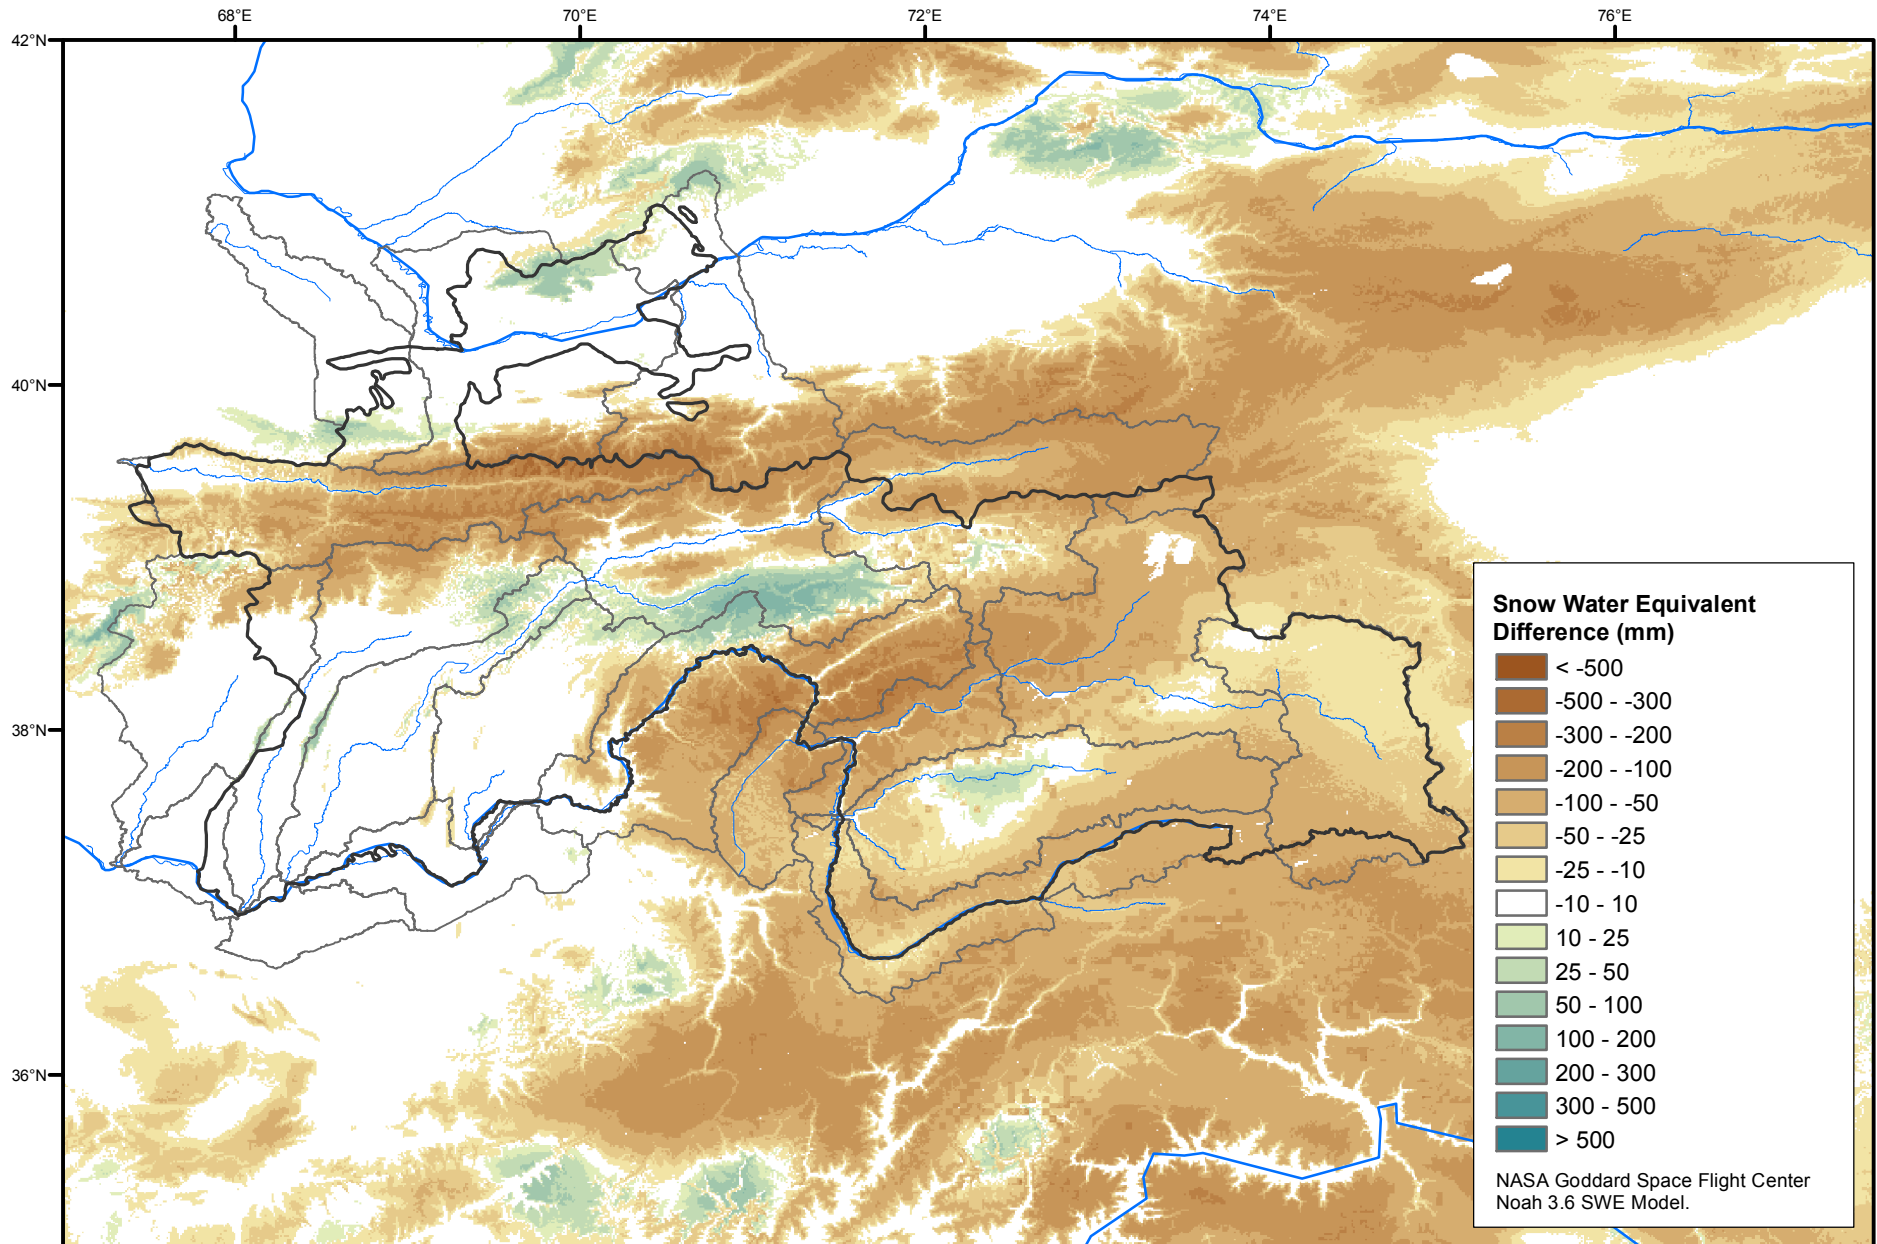 68°E 70°E 72°E 74°E 76°E
42°N
40°N
38°N
36°N
Snow Water Equivalent
Difference (mm)
< -500
-500 - -300
-300 - -200
-200 - -100
-100 - -50
-50 - -25
-25 - -10
-10 - 10
10 - 25
25 - 50
50 - 100
100 - 200
200 - 300
300 - 500
> 500
NASA Goddard Space Flight Center
Noah 3.6 SWE Model.